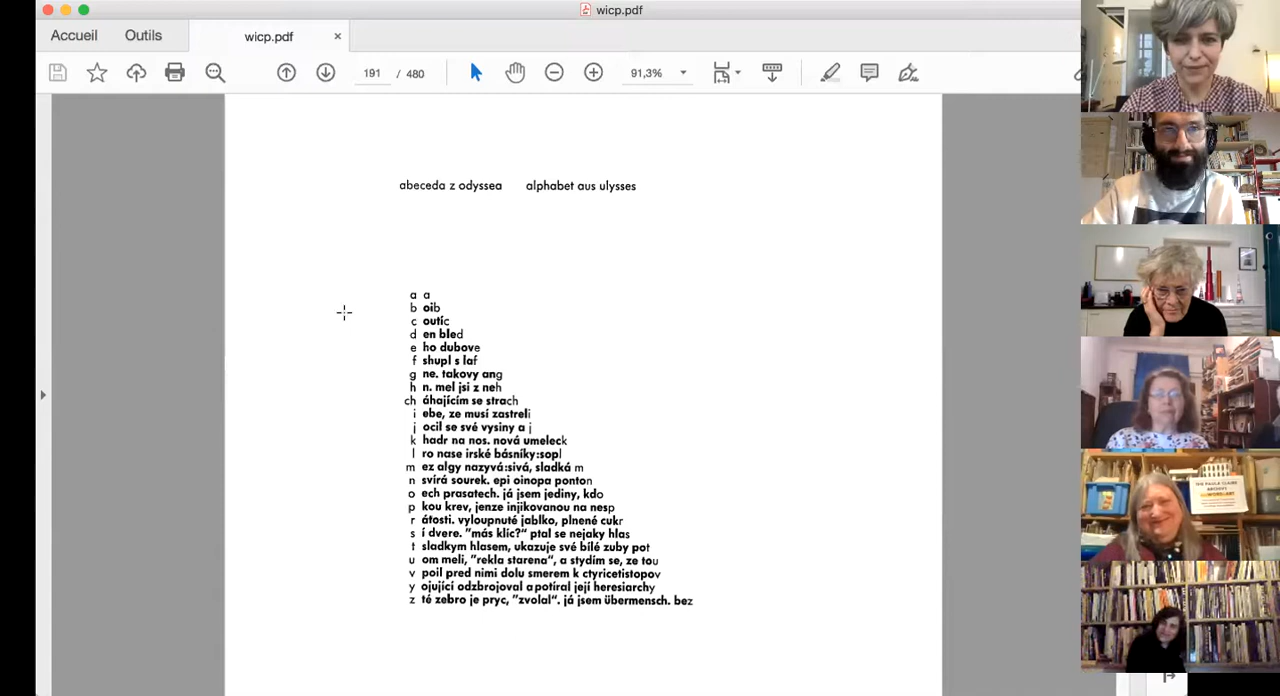 wicp.pdf
Accueil Outils wicp.pdf ×
191 / 480 91,3%
abeceda z odyssea alphabet aus ulysses
a a
b oib
c outíc
d en bled
e ho dubove
f shupl s laf
g ne. takovy ang
h n. mel jsi z neh
ch áhajícím se strach
i ebe, ze musí zastreli
j ocil se své vysiny a j
k hadr na nos. nová umeleck
l ro nase irské básníky:sopl
m ez algy nazyvá:sivá, sladká m
n svírá sourek. epi oinopa ponton
o ech prasatech. já jsem jediny, kdo
p kou krev, jenze injikovanou na nesp
r átosti. vyloupnuté jablko, plnené cukr
s í dvere. "más klíc?" ptal se nejaky hlas
t sladkym hlasem, ukazuje své bílé zuby pot
u om meli, "rekla starena", a stydím se, ze tou
v poil pred nimi dolu smerem k ctyricetistopov
y ojující odzbrojoval a potíral její heresiarchy
z té zebro je pryc, "zvolal". já jsem übermensch. bez
THE PAULA CLAIRE
ARCHIVE